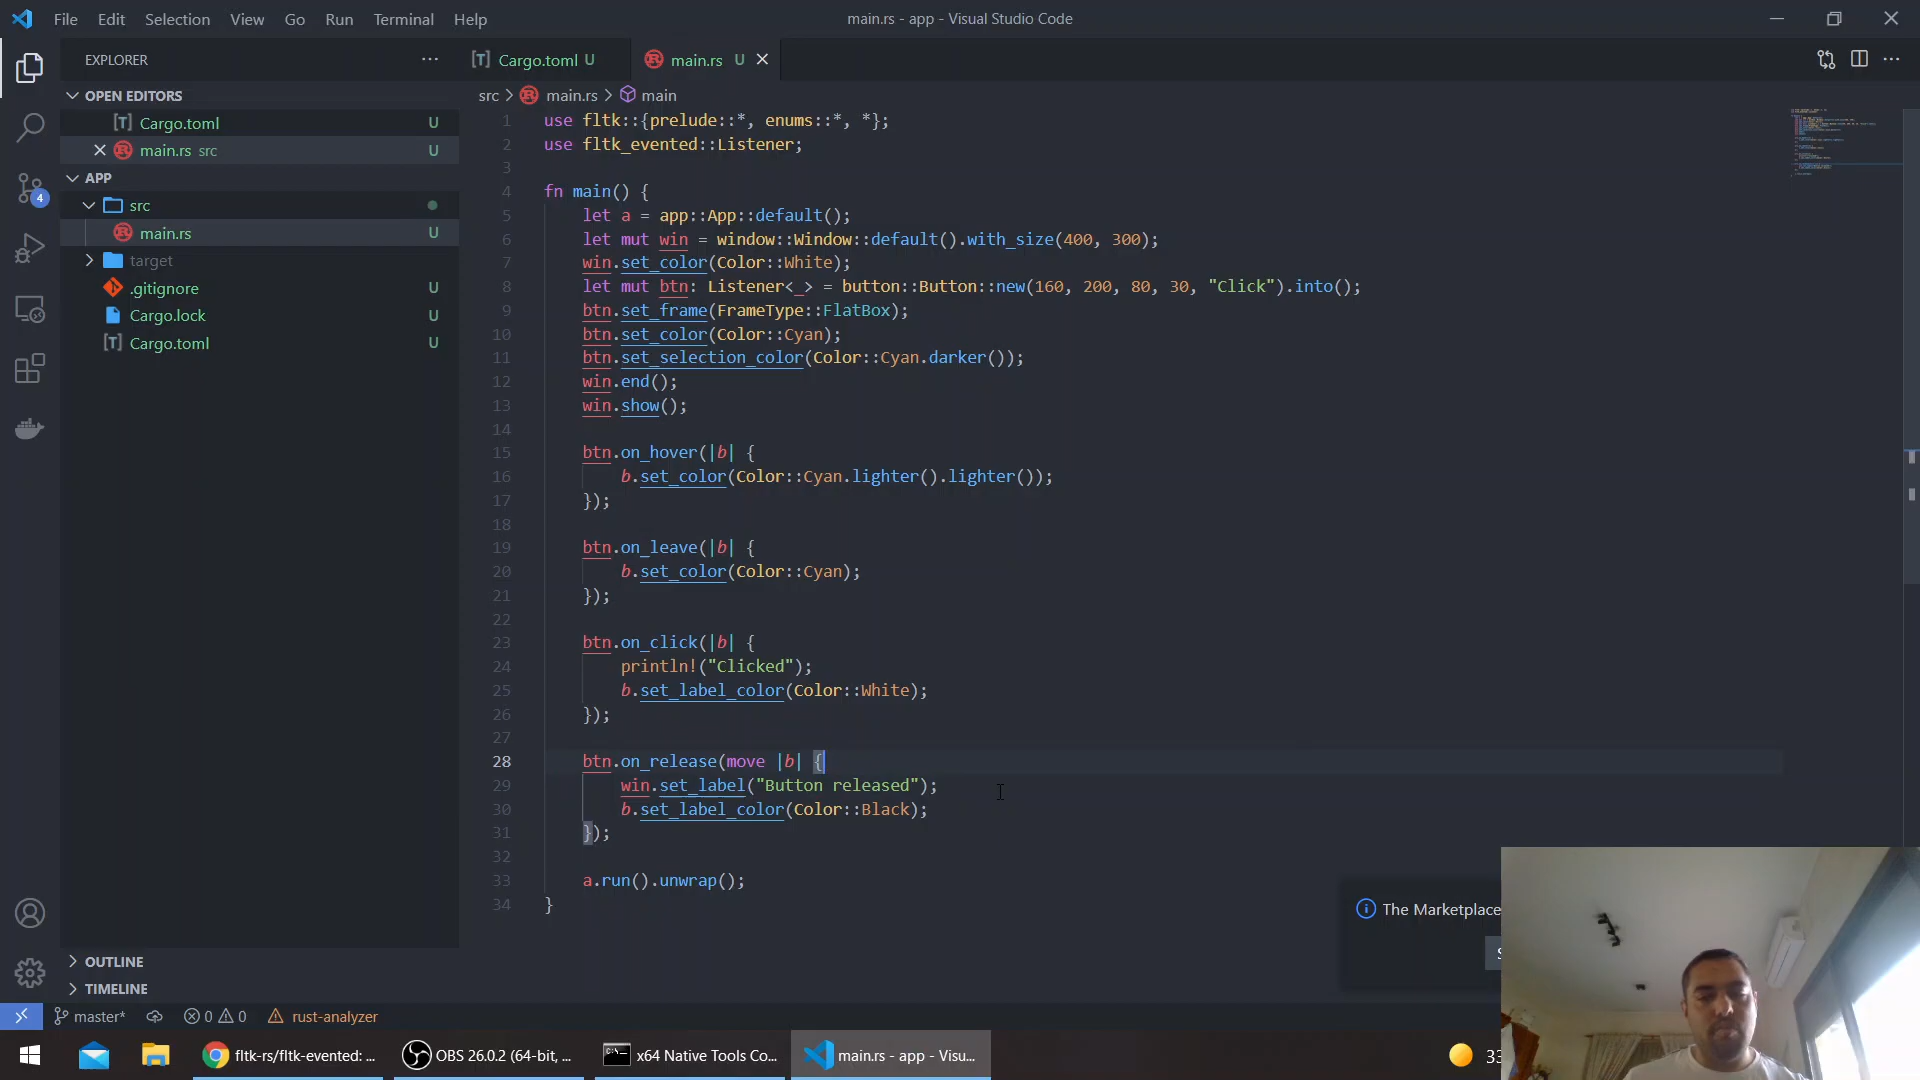 File Edit Selection View Go Run Terminal Help
main.rs - app - Visual Studio Code
EXPLORER
OPEN EDITORS
Cargo.toml U
main.rs src U
APP
src
main.rs U
target
.gitignore U
Cargo.lock U
Cargo.toml U
OUTLINE
TIMELINE
4
Cargo.toml U
main.rs U
src > main.rs > main
1 use fltk::{prelude::*, enums::*, *};
2 use fltk_evented::Listener;
3
4 fn main() {
5 let a = app::App::default();
6 let mut win = window::Window::default().with_size(400, 300);
7 win.set_color(Color::White);
8 let mut btn: Listener<_> = button::Button::new(160, 200, 80, 30, "Click").into();
9 btn.set_frame(FrameType::FlatBox);
10 btn.set_color(Color::Cyan);
11 btn.set_selection_color(Color::Cyan.darker());
12 win.end();
13 win.show();
14
15 btn.on_hover(|b| {
16 b.set_color(Color::Cyan.lighter().lighter());
17 });
18
19 btn.on_leave(|b| {
20 b.set_color(Color::Cyan);
21 });
22
23 btn.on_click(|b| {
24 println!("Clicked");
25 b.set_label_color(Color::White);
26 });
27
28 btn.on_release(move |b| {
29 win.set_label("Button released");
30 b.set_label_color(Color::Black);
31 });
32
33 a.run().unwrap();
34 }
The Marketplace
master* 0 0 rust-analyzer
fltk-rs/fltk-evented: ...
OBS 26.0.2 (64-bit, ...
x64 Native Tools Co...
main.rs - app - Visu...